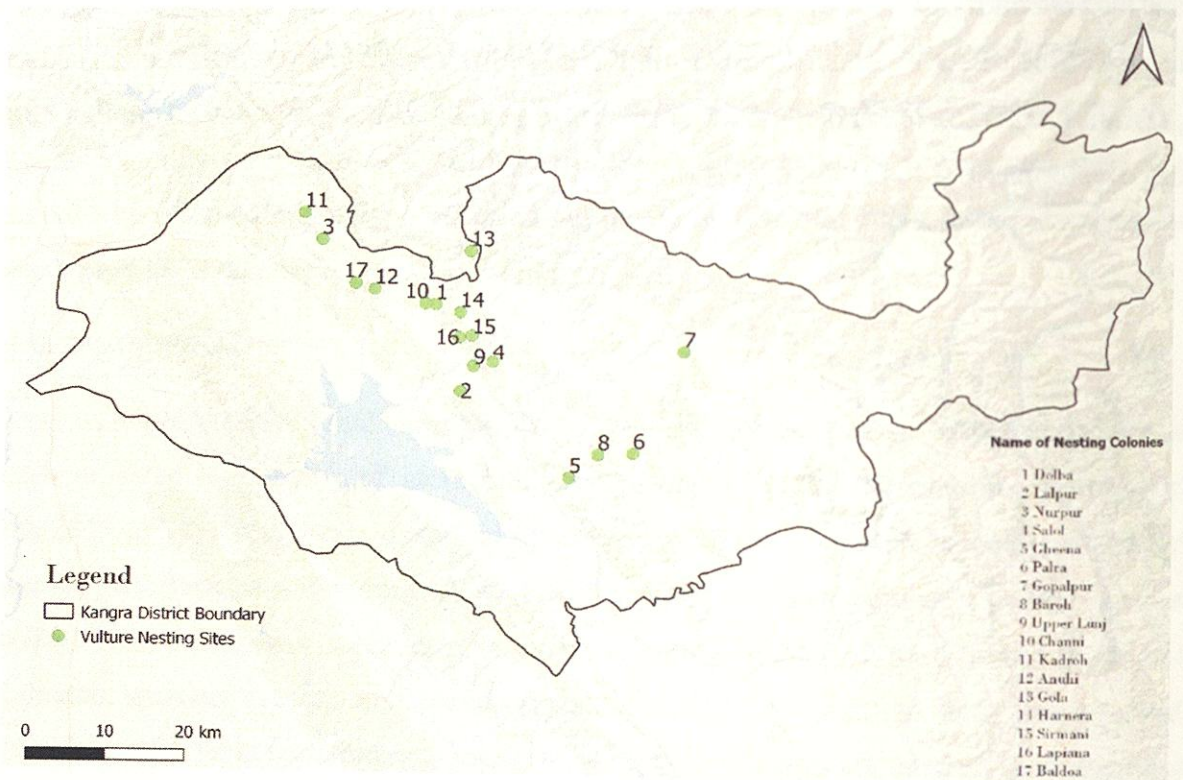 11
3
13
17
12
10
1
14
16
15
9
4
7
2
8
6
5
Name of Nesting Colonies
1 Dolba
2 Lalpur
3 Nurpur
4 Salol
5 Gheena
6 Palra
7 Gopalpur
8 Baroh
9 Upper Lunj
10 Channi
11 Kadroh
12 Anuhi
13 Gola
14 Harnera
15 Sirmani
16 Lapiana
17 Baldoa
Legend
Kangra District Boundary
Vulture Nesting Sites
0 10 20 km